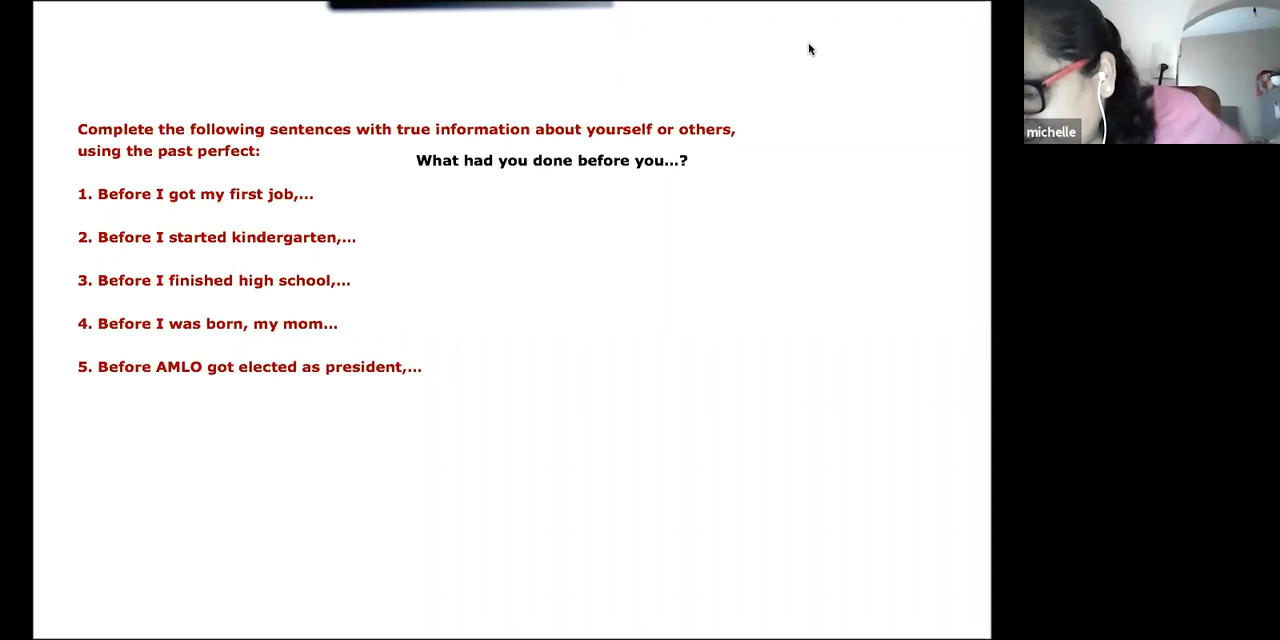 Complete the following sentences with true information about yourself or others,
using the past perfect:
What had you done before you...?
1. Before I got my first job,...
2. Before I started kindergarten,...
3. Before I finished high school,...
4. Before I was born, my mom...
5. Before AMLO got elected as president,...
michelle